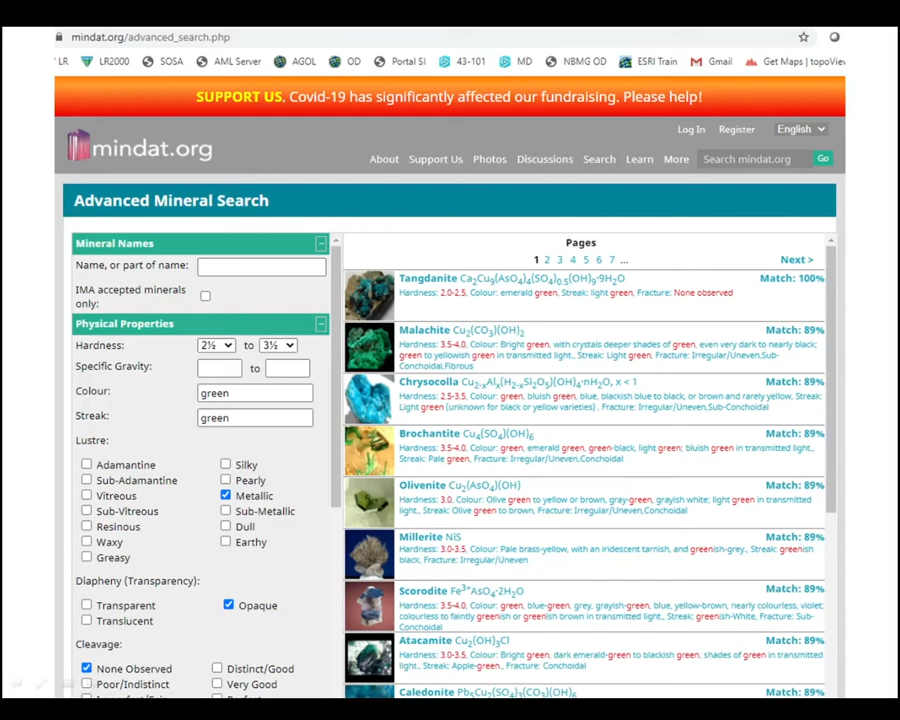 mindat.org/advanced_search.php
LR LR2000 SOSA AML Server AGOL OD Portal SI 43-101 MD NBMG OD ESRI Train Gmail Get Maps | topoView
SUPPORT US. Covid-19 has significantly affected our fundraising. Please help!
Log In Register English
mindat.org
About Support Us Photos Discussions Search Learn More Search mindat.org Go
Advanced Mineral Search
Mineral Names
Name, or part of name:
IMA accepted minerals
only:
Physical Properties
Hardness: 2½ to 3½
Specific Gravity: to
Colour: green
Streak: green
Lustre:
Adamantine Silky
Sub-Adamantine Pearly
Vitreous Metallic
Sub-Vitreous Sub-Metallic
Resinous Dull
Waxy Earthy
Greasy
Diapheny (Transparency):
Transparent Opaque
Translucent
Cleavage:
None Observed Distinct/Good
Poor/Indistinct Very Good
Pages
1 2 3 4 5 6 7 ... Next >
Tangdanite Ca₂Cu₉(AsO₄)₄(SO₄)₀.₅(OH)₉·9H₂O Match: 100%
Hardness: 2.0-2.5, Colour: emerald green, Streak: light green, Fracture: None observed
Malachite Cu₂(CO₃)(OH)₂ Match: 89%
Hardness: 3.5-4.0, Colour: Bright green, with crystals deeper shades of green, even very dark to nearly black;
green to yellowish green in transmitted light., Streak: Light green, Fracture: Irregular/Uneven,Sub-
Conchoidal,Fibrous
Chrysocolla Cu₂₋ₓAlₓ(H₂₋ₓSi₂O₅)(OH)₄·nH₂O, x < 1 Match: 89%
Hardness: 2.5-3.5, Colour: green, bluish green, blue, blackish blue to black, or brown and rarely yellow, Streak:
Light green (unknown for black or yellow varieties) , Fracture: Irregular/Uneven,Sub-Conchoidal
Brochantite Cu₄(SO₄)(OH)₆ Match: 89%
Hardness: 3.5-4.0, Colour: green, emerald green, green-black, light green; bluish green in transmitted light.,
Streak: Pale green, Fracture: Irregular/Uneven,Conchoidal
Olivenite Cu₂(AsO₄)(OH) Match: 89%
Hardness: 3.0, Colour: Olive green to yellow or brown, gray-green, grayish white; light green in transmitted
light., Streak: Olive green to brown, Fracture: Irregular/Uneven,Conchoidal
Millerite NiS Match: 89%
Hardness: 3.0-3.5, Colour: Pale brass-yellow, with an iridescent tarnish, and greenish-grey., Streak: greenish
black, Fracture: Irregular/Uneven
Scorodite Fe³⁺AsO₄·2H₂O Match: 89%
Hardness: 3.5-4.0, Colour: green, blue-green, grey, grayish-green, blue, yellow-brown, nearly colourless, violet;
colourless to faintly greenish or greenish brown in transmitted light., Streak: greenish-White, Fracture: Sub-
Conchoidal
Atacamite Cu₂(OH)₃Cl Match: 89%
Hardness: 3.0-3.5, Colour: Bright green, dark emerald-green to blackish green; shades of green in transmitted
light., Streak: Apple-green., Fracture: Conchoidal
Caledonite Pb₅Cu₂(SO₄)₃(CO₃)(OH)₆ Match: 89%